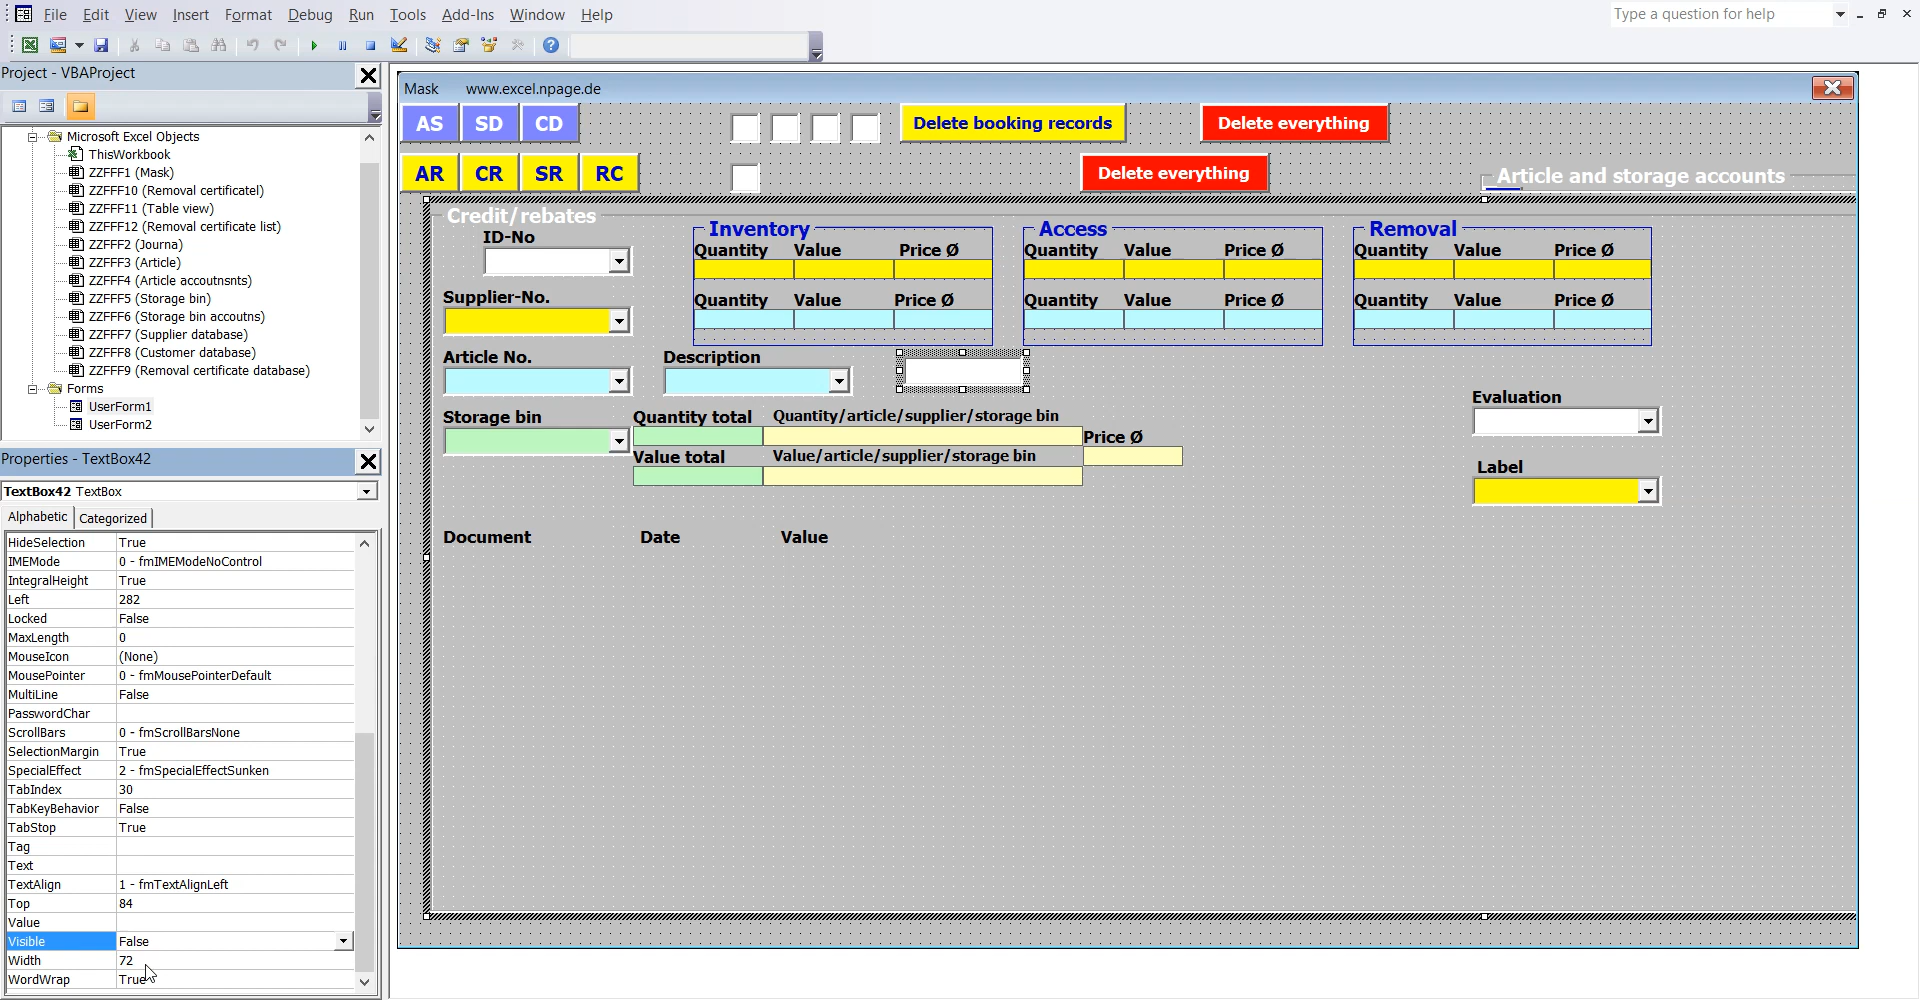 File Edit View Insert Format Debug Run Tools Add-Ins Window Help Type a question for help
Project - VBAProject
Microsoft Excel Objects
ThisWorkbook
ZZFFF1 (Mask)
ZZFFF10 (Removal certificatel)
ZZFFF11 (Table view)
ZZFFF12 (Removal certificate list)
ZZFFF2 (Journa)
ZZFFF3 (Article)
ZZFFF4 (Article accoutnsnts)
ZZFFF5 (Storage bin)
ZZFFF6 (Storage bin accoutns)
ZZFFF7 (Supplier database)
ZZFFF8 (Customer database)
ZZFFF9 (Removal certificate database)
Forms
UserForm1
UserForm2
Properties - TextBox42
TextBox42 TextBox
Alphabetic Categorized
HideSelection True
IMEMode 0 - fmIMEModeNoControl
IntegralHeight True
Left 282
Locked False
MaxLength 0
MouseIcon (None)
MousePointer 0 - fmMousePointerDefault
MultiLine False
PasswordChar
ScrollBars 0 - fmScrollBarsNone
SelectionMargin True
SpecialEffect 2 - fmSpecialEffectSunken
TabIndex 30
TabKeyBehavior False
TabStop True
Tag
Text
TextAlign 1 - fmTextAlignLeft
Top 84
Value
Visible False
Width 72
WordWrap True
Mask www.excel.npage.de
AS SD CD Delete booking records Delete everything
AR CR SR RC Delete everything
Article and storage accounts
Credit/rebates
ID-No
Inventory Access Removal
Quantity Value Price Ø Quantity Value Price Ø Quantity Value Price Ø
Supplier-No.
Quantity Value Price Ø Quantity Value Price Ø Quantity Value Price Ø
Article No. Description
Evaluation
Storage bin Quantity total Quantity/article/supplier/storage bin
Price Ø
Value total Value/article/supplier/storage bin
Label
Document Date Value